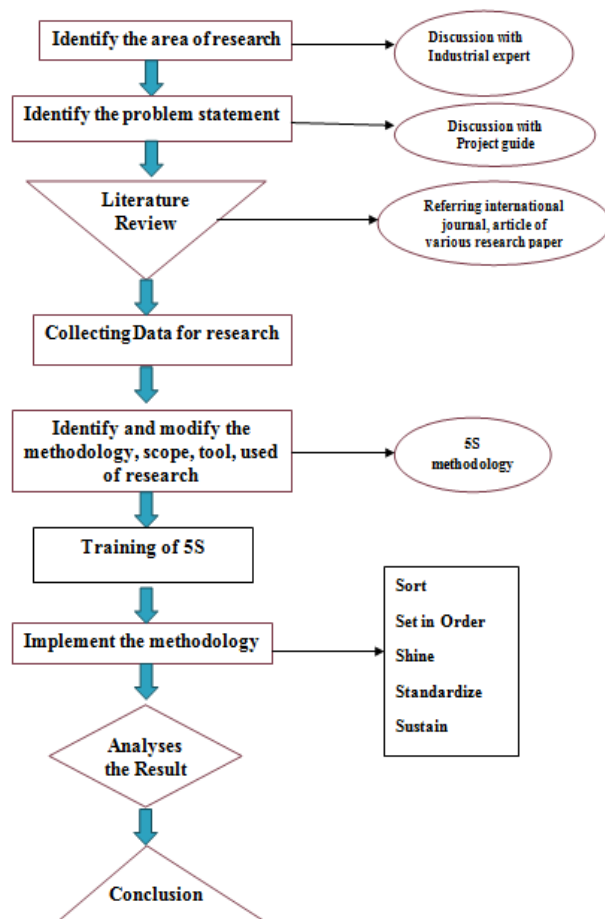 Identify the area of research
Discussion with
Industrial expert
Identify the problem statement
Discussion with
Project guide
Literature
Review
Referring international
journal, article of
various research paper
Collecting Data for research
Identify and modify the
methodology, scope, tool, used
of research
5S
methodology
Training of 5S
Implement the methodology
Sort
Set in Order
Shine
Standardize
Sustain
Analyses
the Result
Conclusion